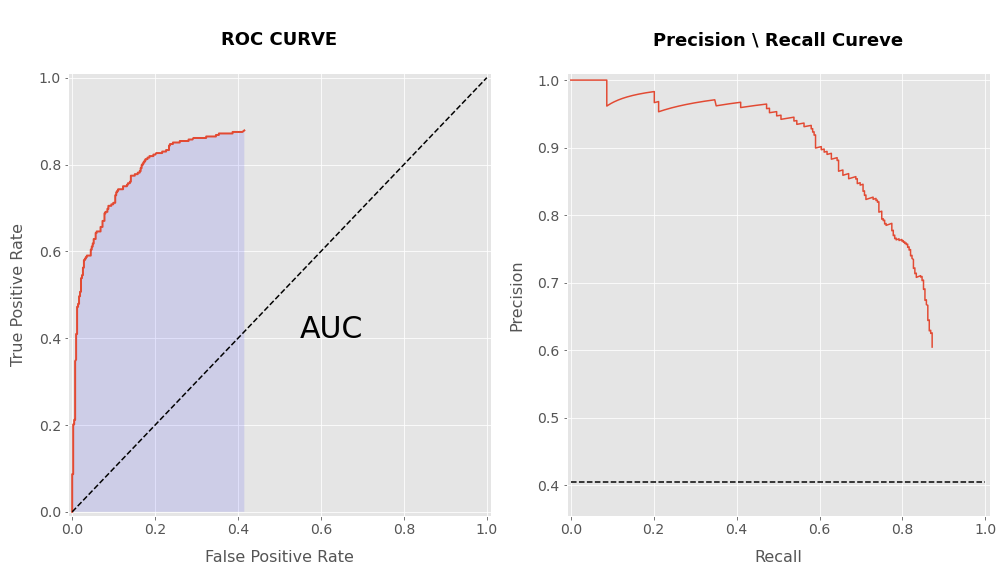 ROC CURVE
1.0
0.8
0.6
0.4
0.2
0.0
True Positive Rate
AUC
0.0 0.2 0.4 0.6 0.8 1.0
False Positive Rate
Precision \ Recall Cureve
1.0
0.9
0.8
0.7
0.6
0.5
0.4
Precision
0.0 0.2 0.4 0.6 0.8 1.0
Recall